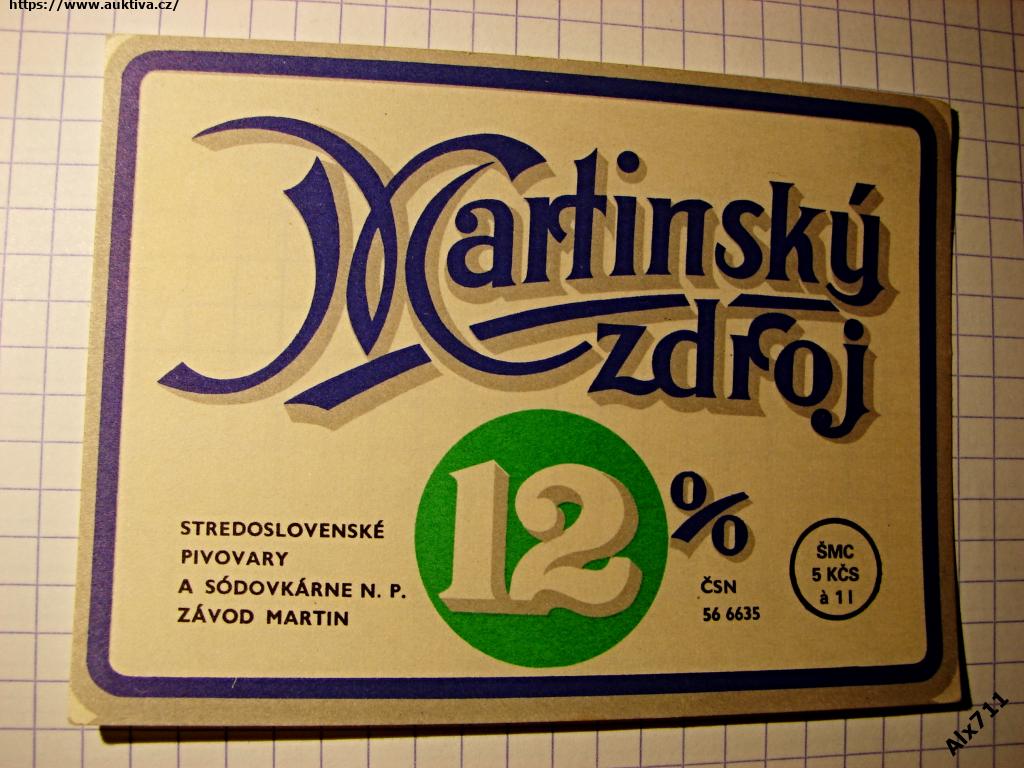 https://www.auktiva.cz/
Martinský
zdroj
12%
STREDOSLOVENSKÉ
PIVOVARY
A SÓDOVKÁRNE N. P.
ZÁVOD MARTIN
ČSN
56 6635
ŠMC
5 KČS
à 1 l
Alx711